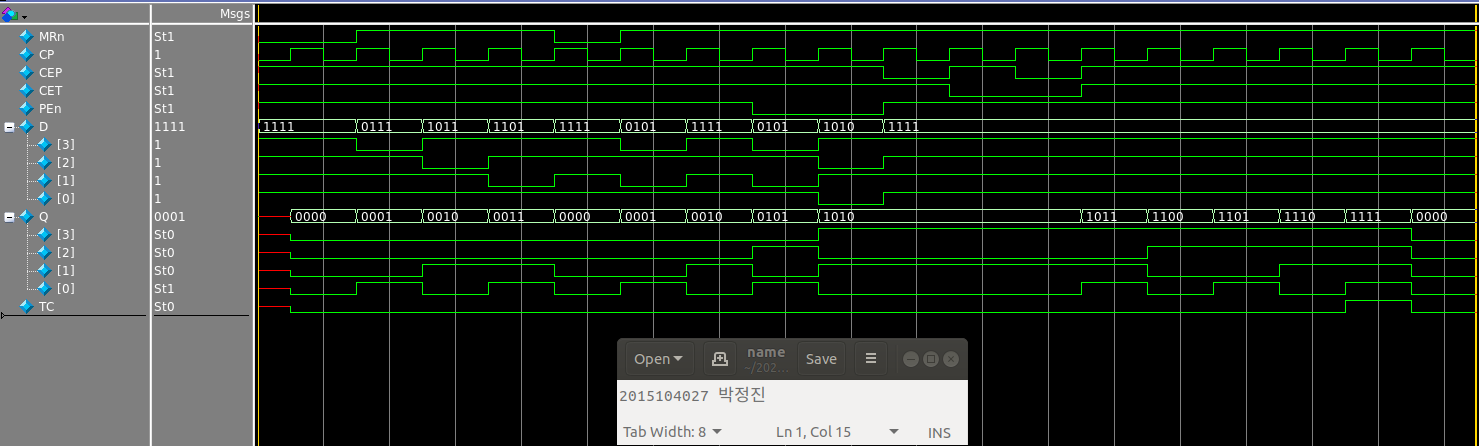 Msgs
MRn St1
CP 1
CEP St1
CET St1
PEn St1
D 1111 1111 0111 1011 1101 1111 0101 1111 0101 1010 1111
[3] 1
[2] 1
[1] 1
[0] 1
Q 0001 0000 0001 0010 0011 0000 0001 0010 0101 1010 1011 1100 1101 1110 1111 0000
[3] St0
[2] St0
[1] St0
[0] St1
TC St0
Open name Save
~/202...
2015104027 박정진
Tab Width: 8 Ln 1, Col 15 INS